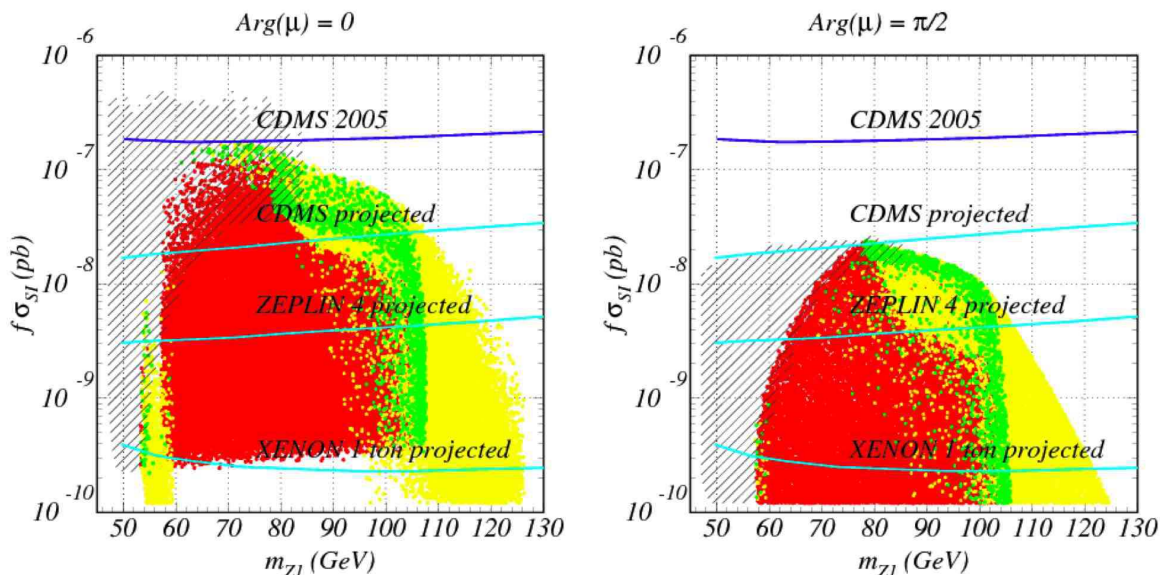 Arg(μ) = 0
10 -6
10 -7
10 -8
10 -9
10 -10
f σSI (pb)
CDMS 2005
CDMS projected
ZEPLIN 4 projected
XENON 1 ton projected
50 60 70 80 90 100 110 120 130
mZ1 (GeV)
Arg(μ) = π/2
10 -6
10 -7
10 -8
10 -9
10 -10
f σSI (pb)
CDMS 2005
CDMS projected
ZEPLIN 4 projected
XENON 1 ton projected
50 60 70 80 90 100 110 120 130
mZ1 (GeV)